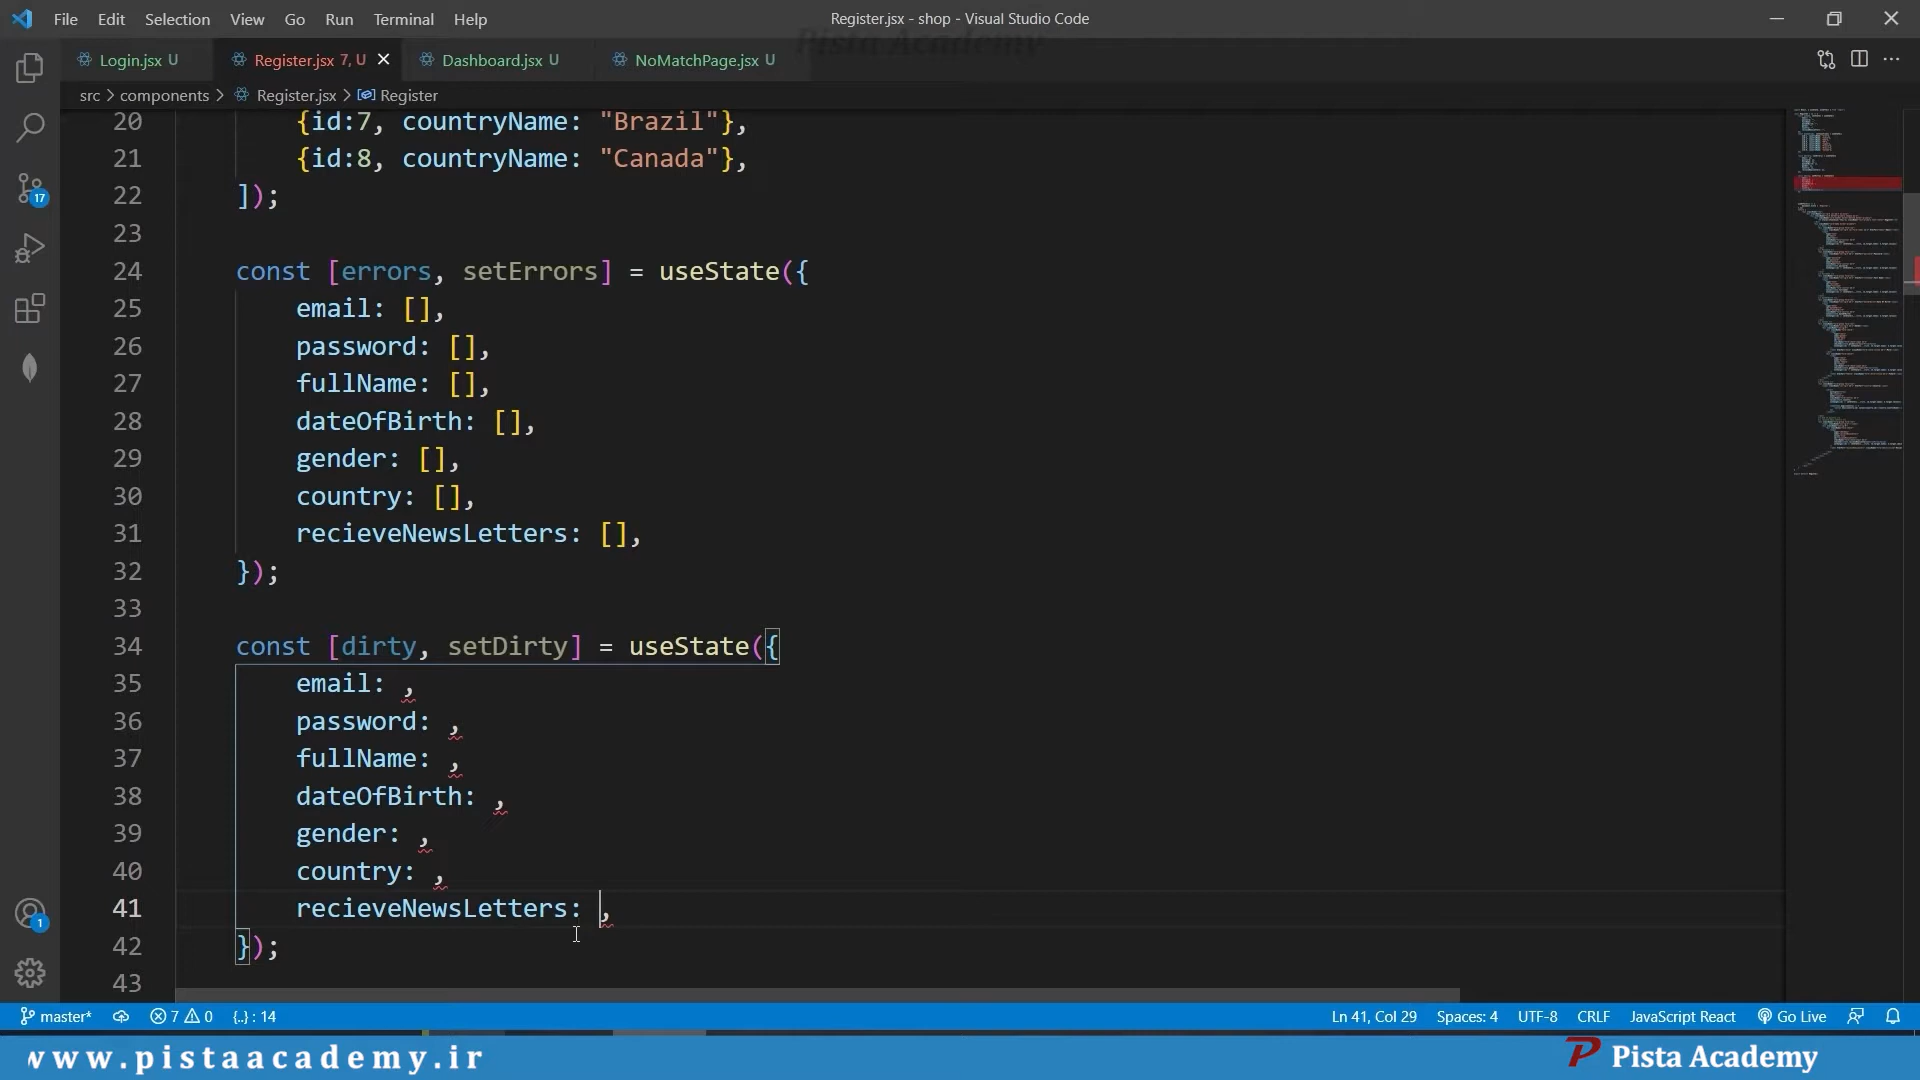 File Edit Selection View Go Run Terminal Help Register.jsx - shop - Visual Studio Code
Pista Academy
Login.jsx U Register.jsx 7, U Dashboard.jsx U NoMatchPage.jsx U
src > components > Register.jsx > Register
20 {id:7, countryName: "Brazil"},
21 {id:8, countryName: "Canada"},
22 ]);
23
24 const [errors, setErrors] = useState({
25 email: [],
26 password: [],
27 fullName: [],
28 dateOfBirth: [],
29 gender: [],
30 country: [],
31 recieveNewsLetters: [],
32 });
33
34 const [dirty, setDirty] = useState({
35 email: ,
36 password: ,
37 fullName: ,
38 dateOfBirth: ,
39 gender: ,
40 country: ,
41 recieveNewsLetters: ,
42 });
43
17
1
master* 7 0 {..} : 14 Ln 41, Col 29 Spaces: 4 UTF-8 CRLF JavaScript React Go Live
www.pistaacademy.ir Pista Academy